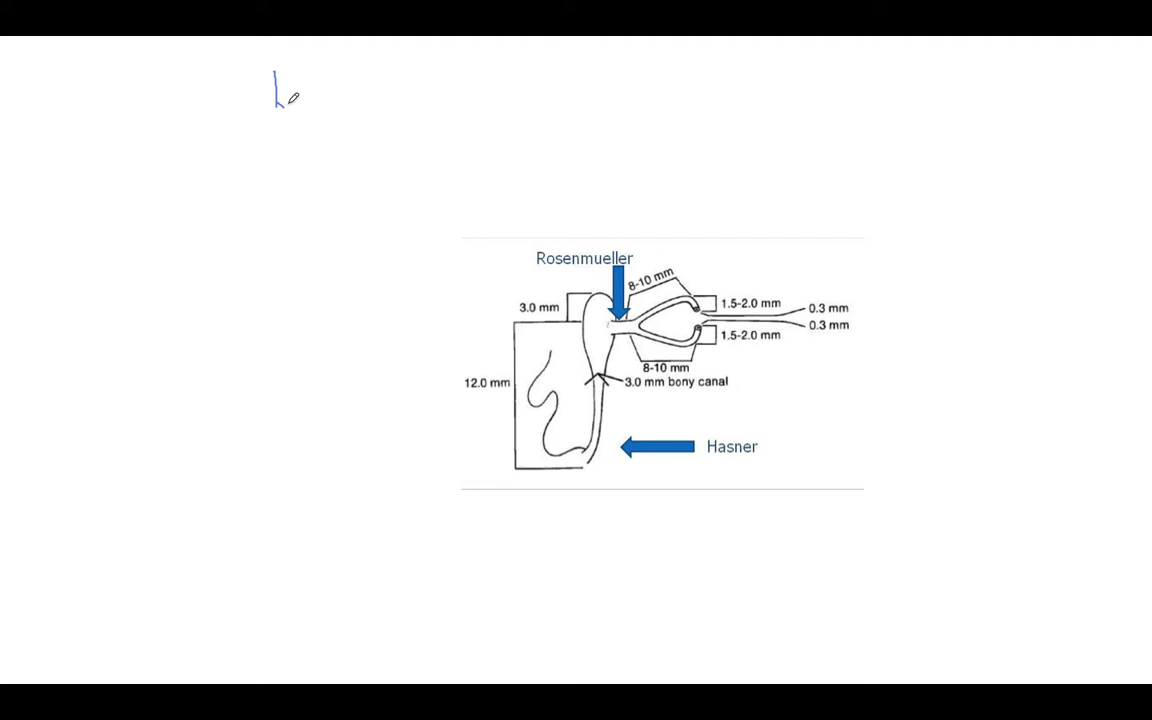 Rosenmueller
8-10 mm
3.0 mm
1.5-2.0 mm
0.3 mm
0.3 mm
1.5-2.0 mm
8-10 mm
12.0 mm
3.0 mm bony canal
Hasner